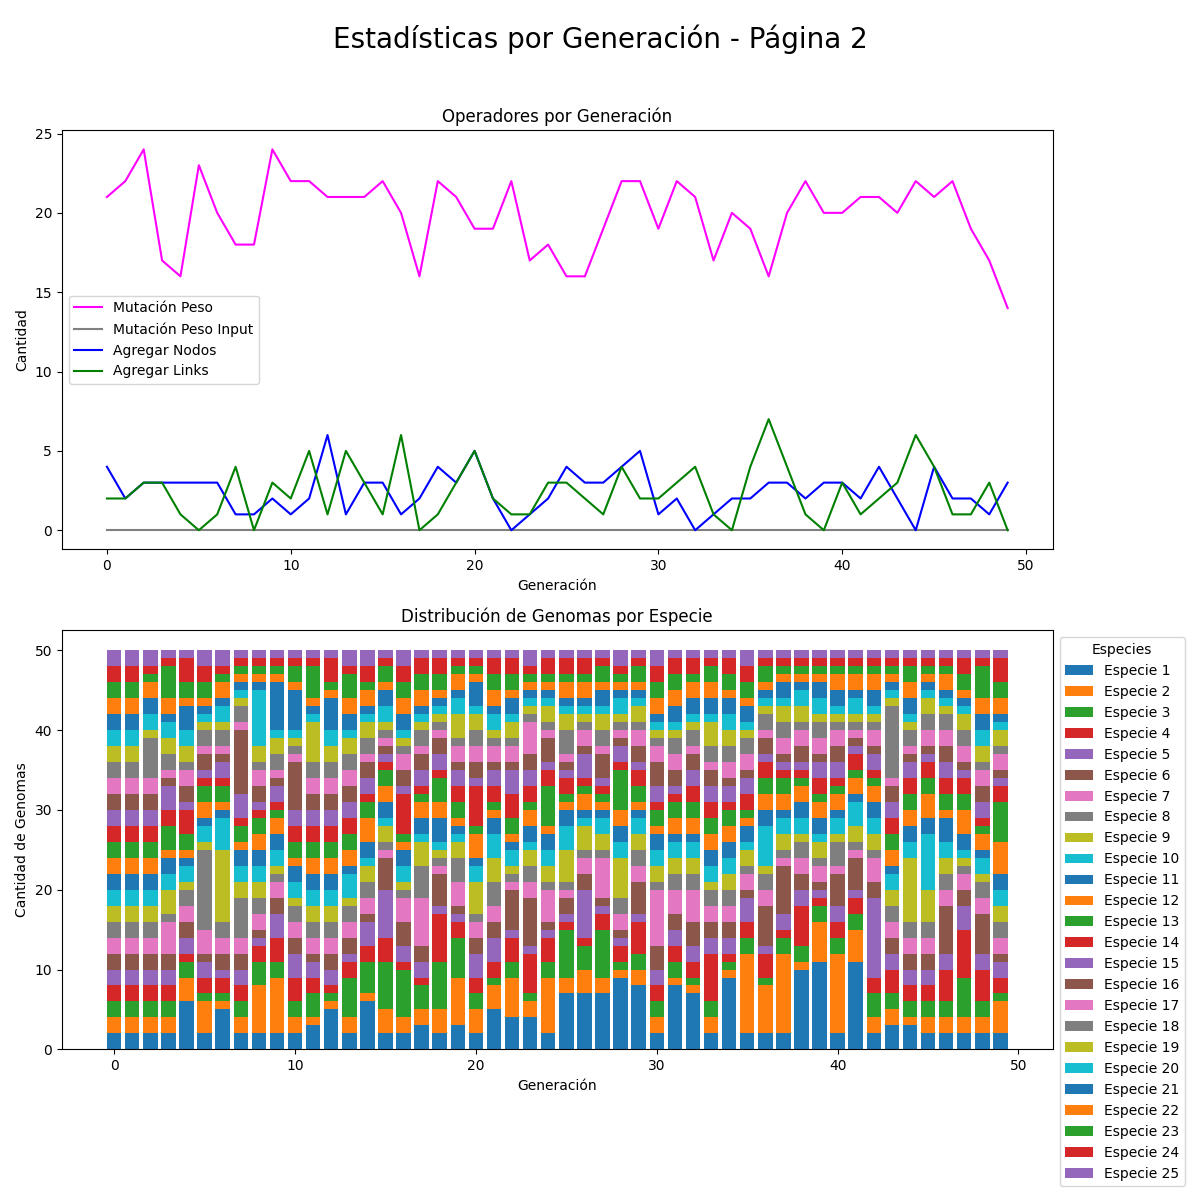 Estadísticas por Generación - Página 2
Operadores por Generación
25
20
15
10
5
0
Cantidad
Mutación Peso
Mutación Peso Input
Agregar Nodos
Agregar Links
0 10 20 30 40 50
Generación
Distribución de Genomas por Especie
50
40
30
20
10
0
Cantidad de Genomas
0 10 20 30 40 50
Generación
Especies
Especie 1
Especie 2
Especie 3
Especie 4
Especie 5
Especie 6
Especie 7
Especie 8
Especie 9
Especie 10
Especie 11
Especie 12
Especie 13
Especie 14
Especie 15
Especie 16
Especie 17
Especie 18
Especie 19
Especie 20
Especie 21
Especie 22
Especie 23
Especie 24
Especie 25